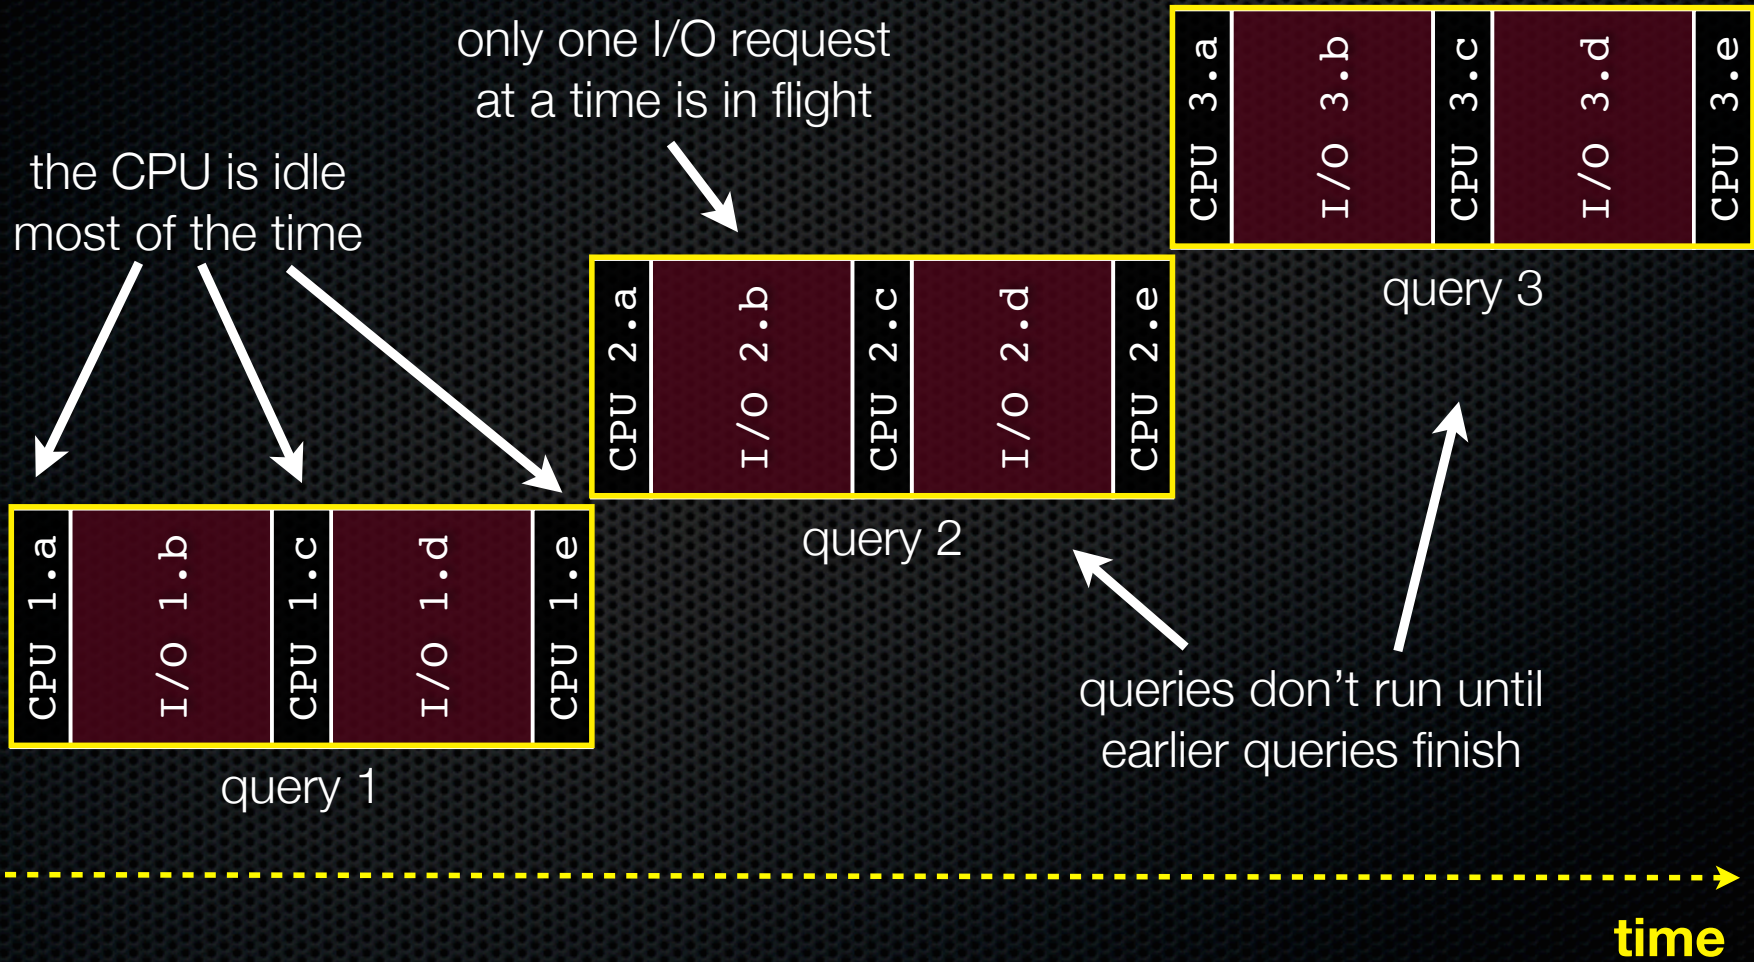 only one I/O request
at a time is in flight
the CPU is idle
most of the time
CPU 3.a
I/O 3.b
CPU 3.c
I/O 3.d
CPU 3.e
query 3
CPU 2.a
I/O 2.b
CPU 2.c
I/O 2.d
CPU 2.e
query 2
CPU 1.a
I/O 1.b
CPU 1.c
I/O 1.d
CPU 1.e
query 1
queries don’t run until
earlier queries finish
time